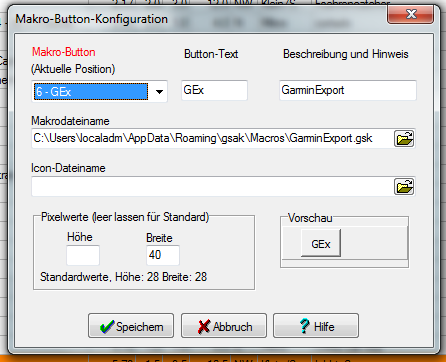 Makro-Button-Konfiguration
Makro-Button
(Aktuelle Position)
Button-Text
Beschreibung und Hinweis
6 - GEx
GEx
GarminExport
Makrodateiname
C:\Users\localadm\AppData\Roaming\gsak\Macros\GarminExport.gsk
Icon-Dateiname
Pixelwerte (leer lassen für Standard)
Höhe
Breite
40
Standardwerte, Höhe: 28 Breite: 28
Vorschau
GEx
Speichern
Abbruch
Hilfe